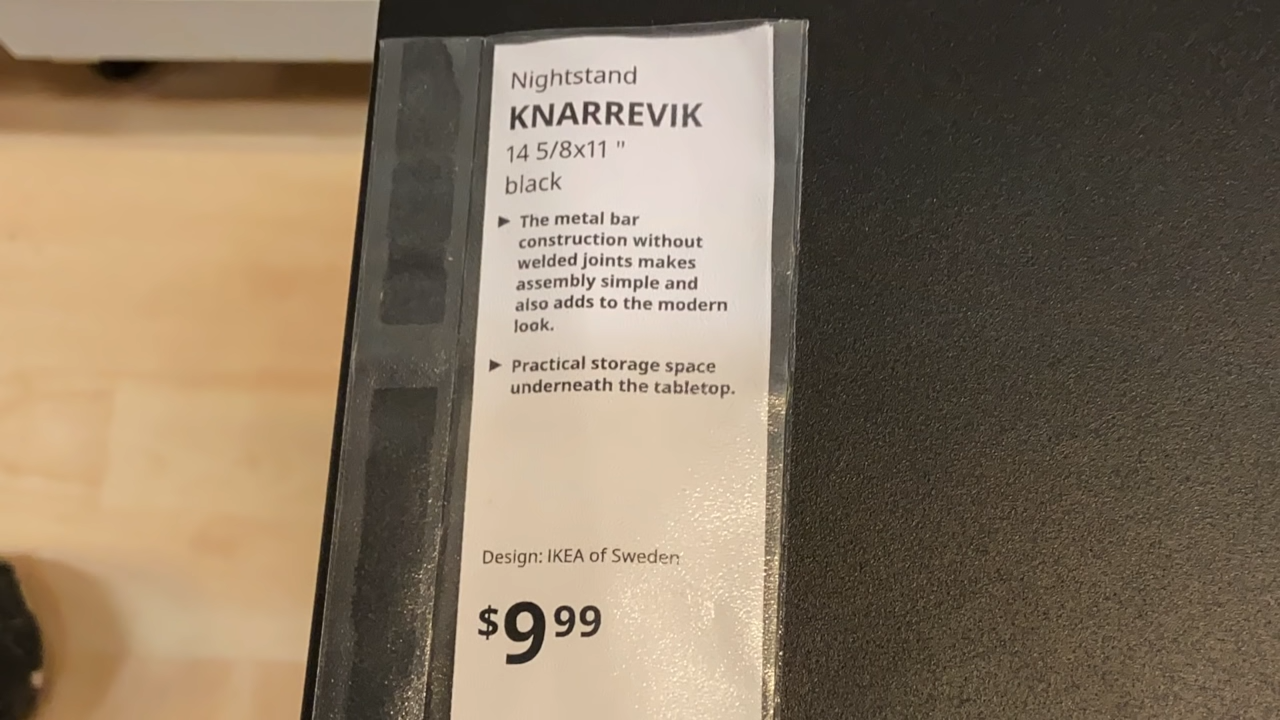 Nightstand
KNARREVIK
14 5/8x11 "
black
► The metal bar
construction without
welded joints makes
assembly simple and
also adds to the modern
look.
► Practical storage space
underneath the tabletop.
Design: IKEA of Sweden
$9 99